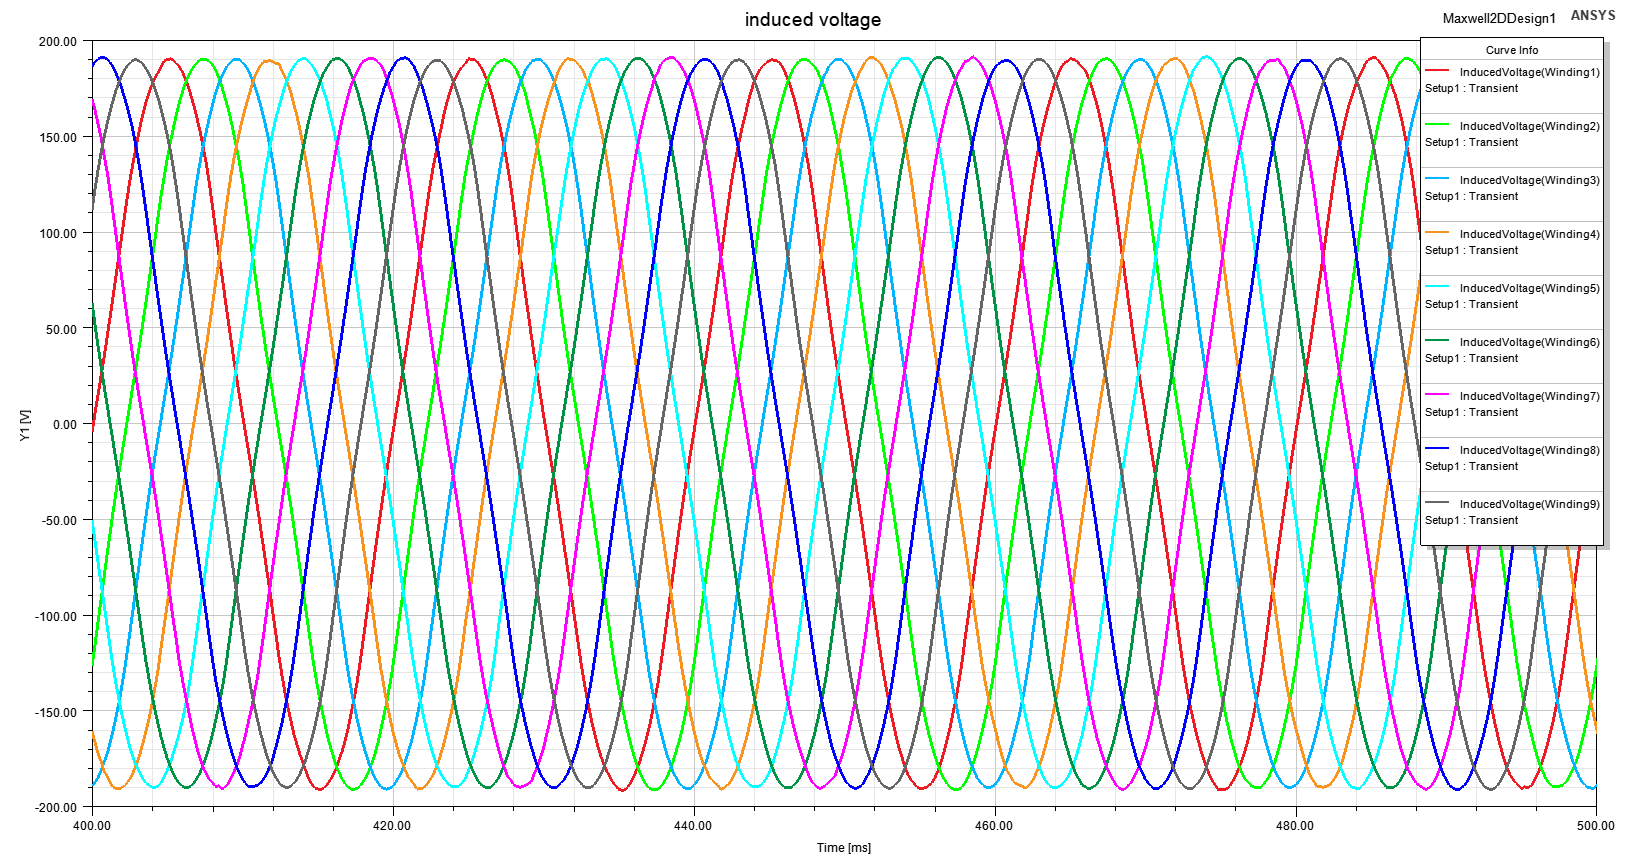 induced voltage
Maxwell2DDesign1
ANSYS
Curve Info
InducedVoltage(Winding1)
Setup1 : Transient
InducedVoltage(Winding2)
Setup1 : Transient
InducedVoltage(Winding3)
Setup1 : Transient
InducedVoltage(Winding4)
Setup1 : Transient
InducedVoltage(Winding5)
Setup1 : Transient
InducedVoltage(Winding6)
Setup1 : Transient
InducedVoltage(Winding7)
Setup1 : Transient
InducedVoltage(Winding8)
Setup1 : Transient
InducedVoltage(Winding9)
Setup1 : Transient
200.00
150.00
100.00
50.00
0.00
-50.00
-100.00
-150.00
-200.00
Y1 [V]
400.00
420.00
440.00
460.00
480.00
500.00
Time [ms]